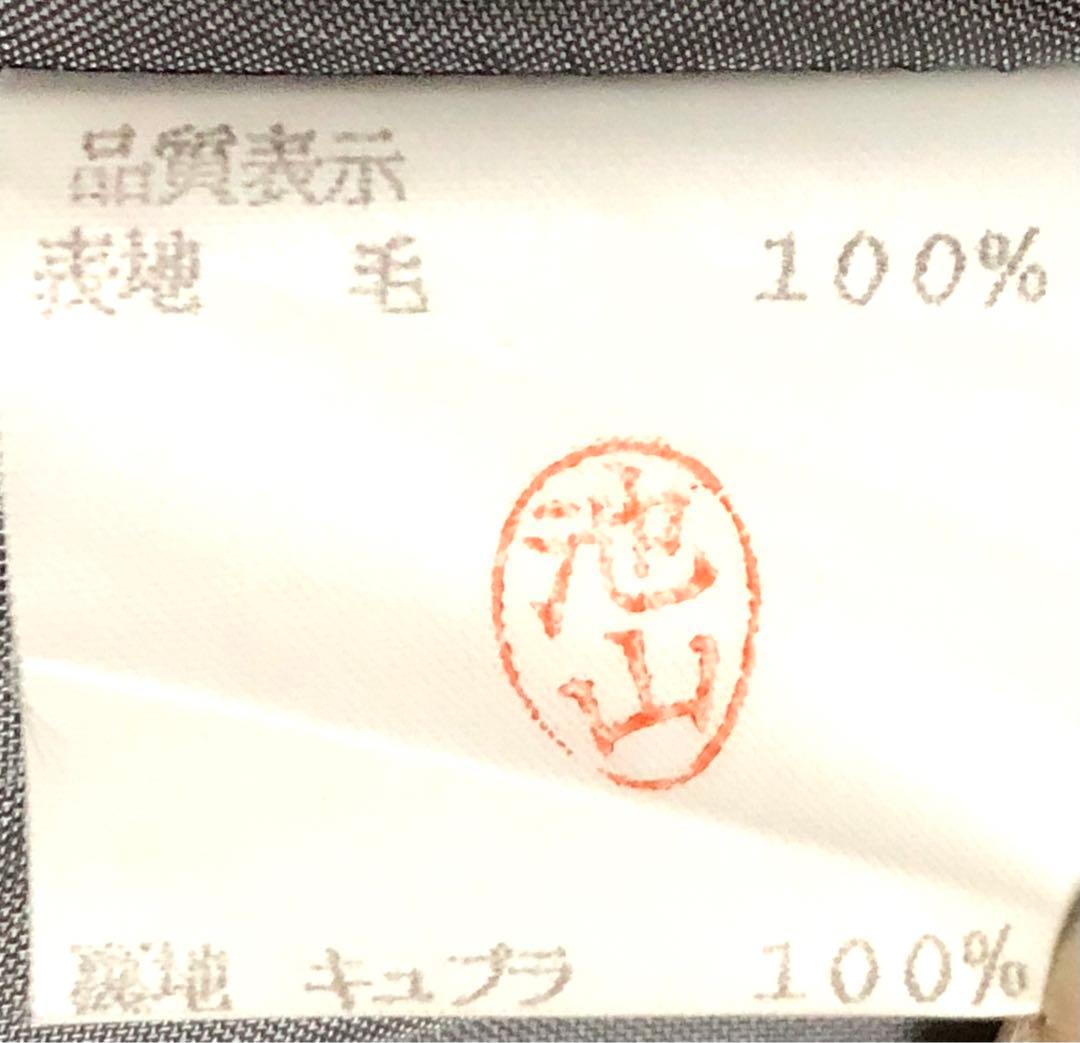 品質表示
表地 毛 100%
池山
裏地 キュプラ 100%